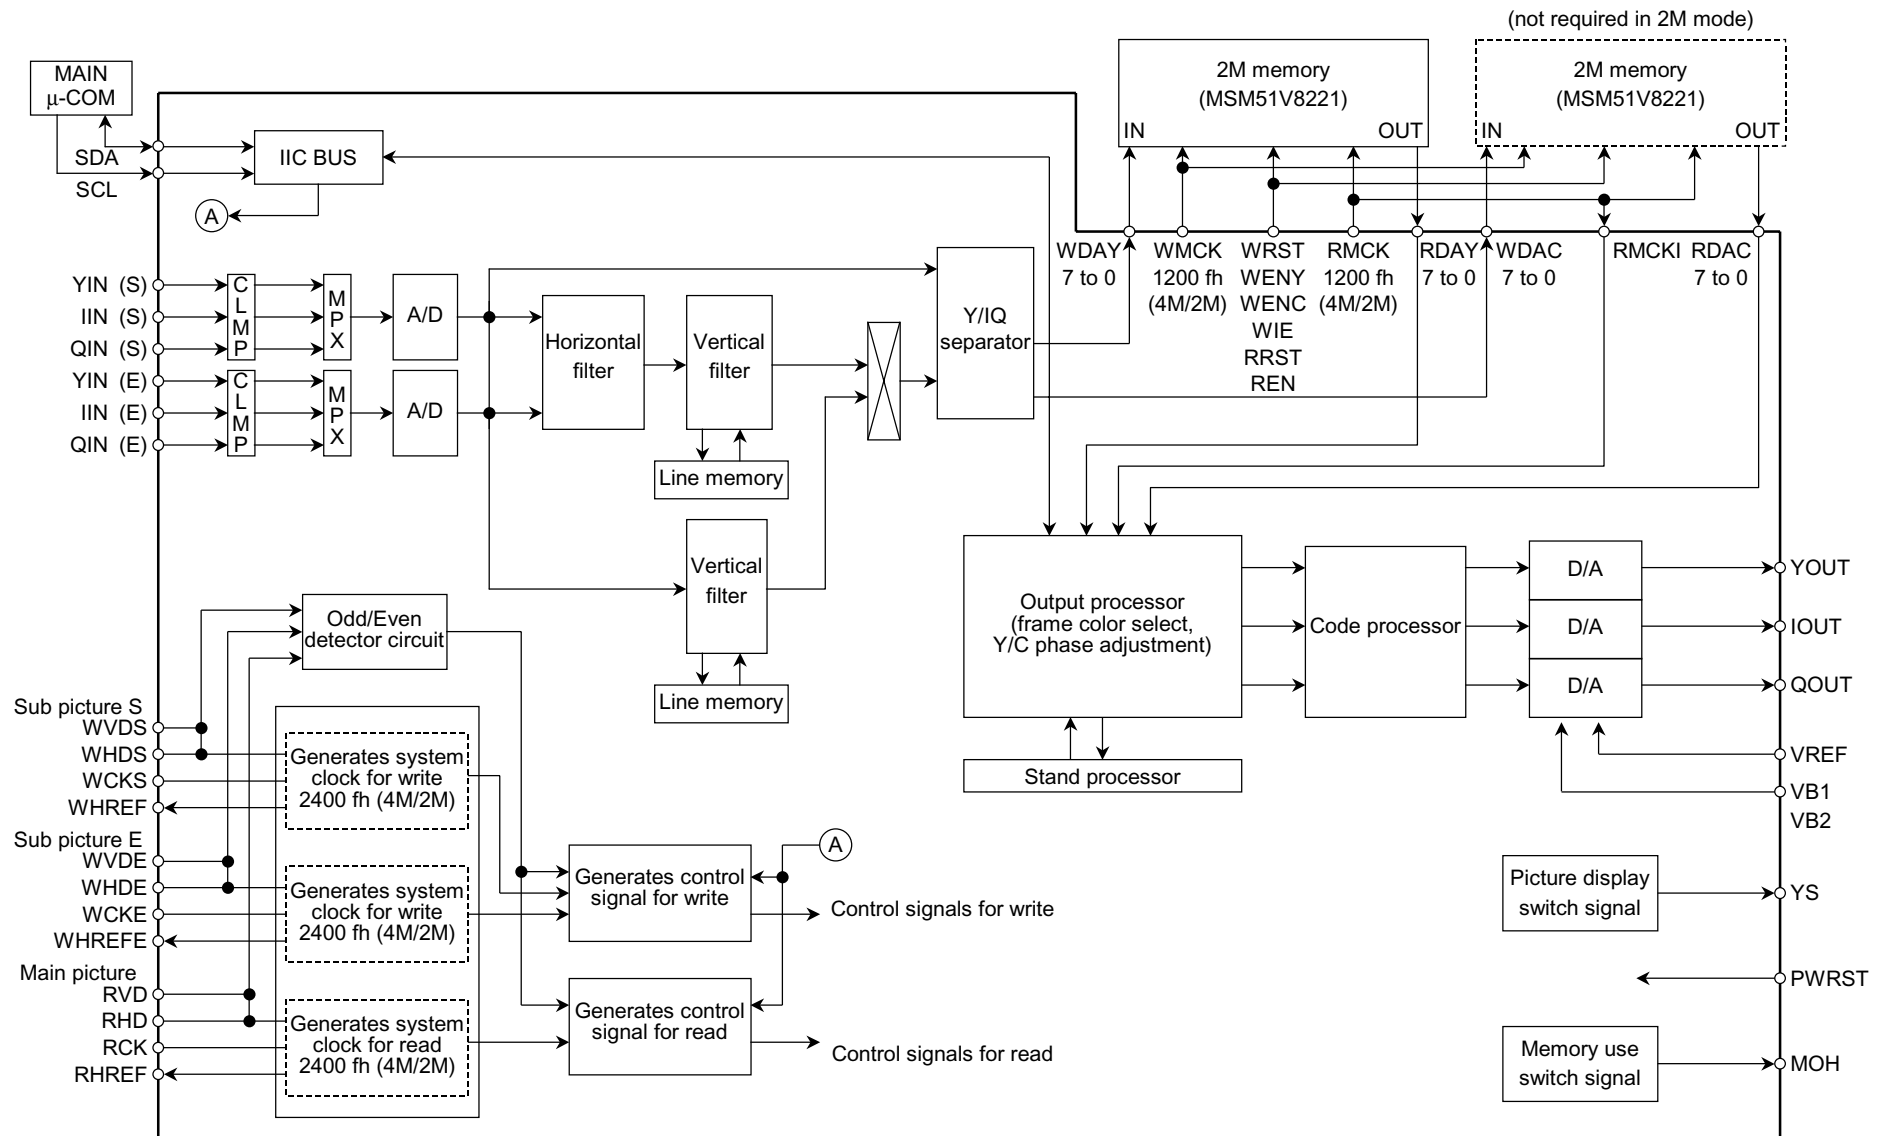 (not required in 2M mode)
MAIN
μ-COM
2M memory
(MSM51V8221)
IN
OUT
2M memory
(MSM51V8221)
IN
OUT
SDA
SCL
IIC BUS
A
WDAY
7 to 0
WMCK
1200 fh
(4M/2M)
WRST
WENY
WENC
WIE
RRST
REN
RMCK
1200 fh
(4M/2M)
RDAY
7 to 0
WDAC
7 to 0
RMCKI
RDAC
7 to 0
YIN (S)
IIN (S)
QIN (S)
YIN (E)
IIN (E)
QIN (E)
CLMP
MPX
A/D
CLMP
MPX
A/D
Horizontal
filter
Vertical
filter
Line memory
Vertical
filter
Line memory
Y/IQ
separator
Output processor
(frame color select,
Y/C phase adjustment)
Stand processor
Code processor
D/A
D/A
D/A
YOUT
IOUT
QOUT
VREF
VB1
VB2
Odd/Even
detector circuit
Sub picture S
WVDS
WHDS
WCKS
WHREF
Sub picture E
WVDE
WHDE
WCKE
WHREFE
Main picture
RVD
RHD
RCK
RHREF
Generates system
clock for write
2400 fh (4M/2M)
Generates system
clock for write
2400 fh (4M/2M)
Generates system
clock for read
2400 fh (4M/2M)
A
Generates control
signal for write
Control signals for write
Generates control
signal for read
Control signals for read
Picture display
switch signal
YS
PWRST
Memory use
switch signal
MOH